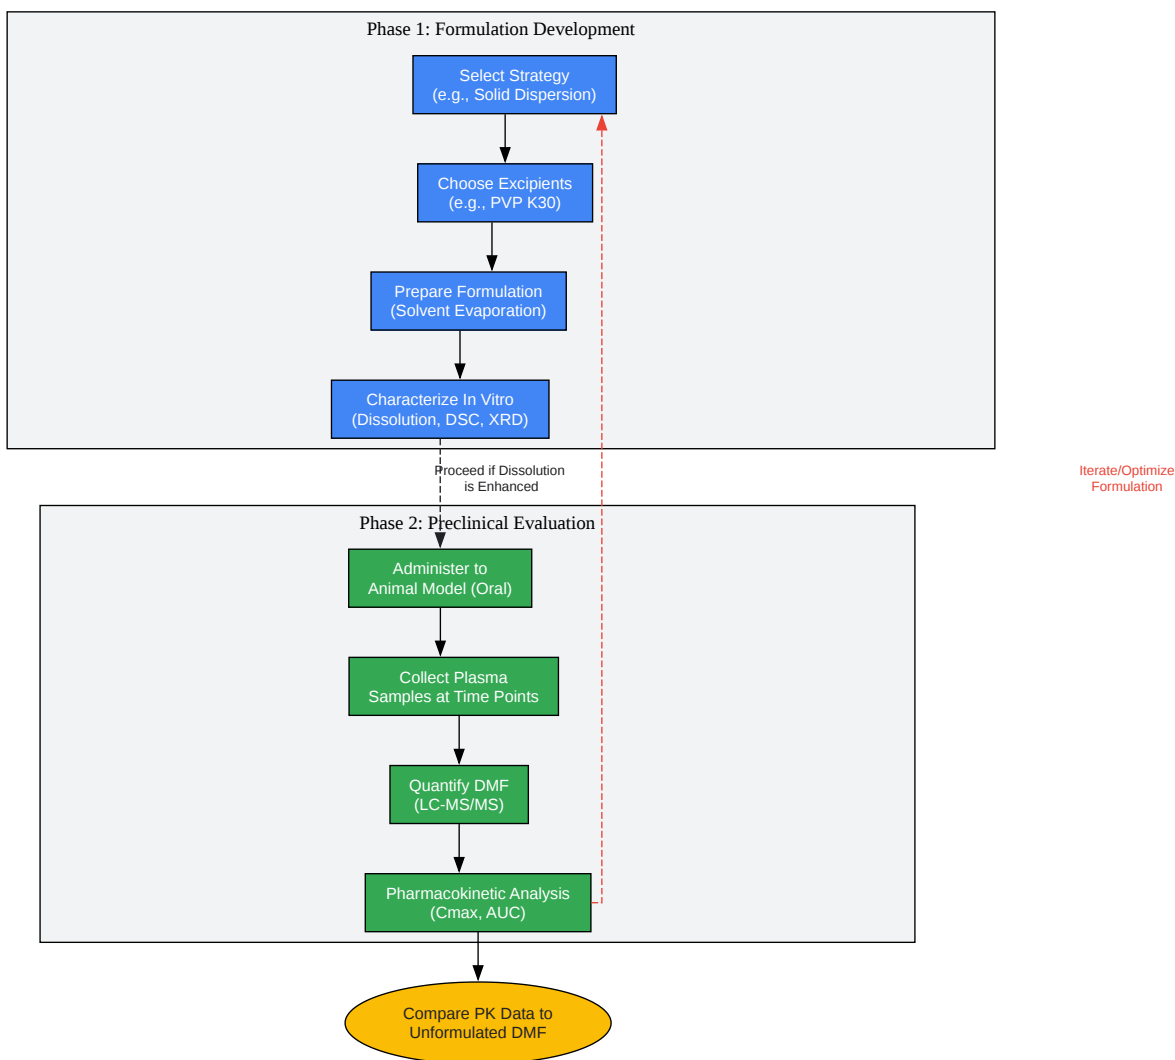 Phase 1: Formulation Development
Select Strategy
(e.g., Solid Dispersion)
Choose Excipients
(e.g., PVP K30)
Prepare Formulation
(Solvent Evaporation)
Characterize In Vitro
(Dissolution, DSC, XRD)
Proceed if Dissolution
is Enhanced
Iterate/Optimize
Formulation
Phase 2: Preclinical Evaluation
Administer to
Animal Model (Oral)
Collect Plasma
Samples at Time Points
Quantify DMF
(LC-MS/MS)
Pharmacokinetic Analysis
(Cmax, AUC)
Compare PK Data to
Unformulated DMF